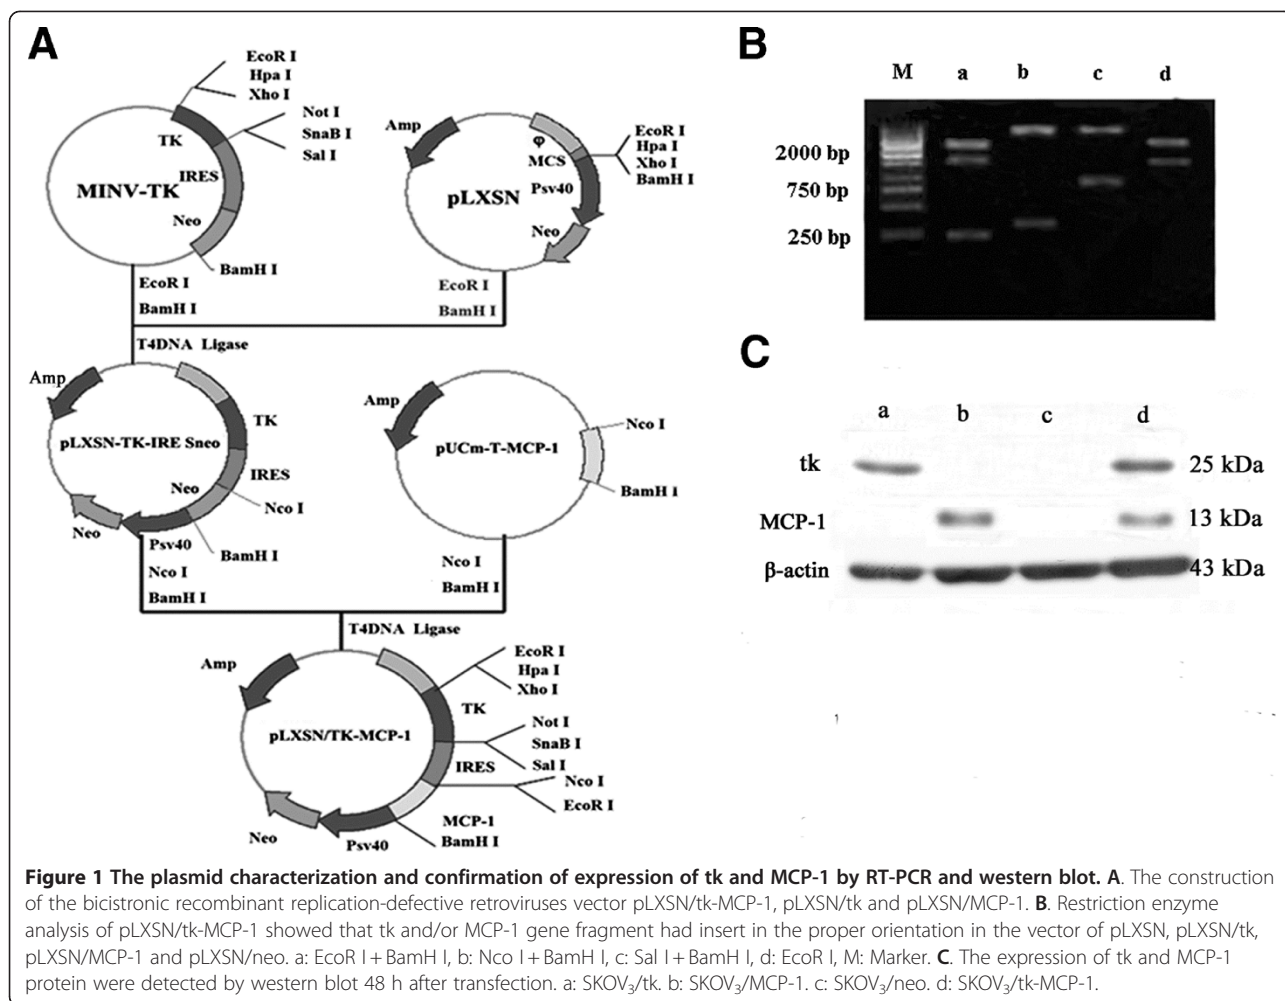 A
EcoR I
Hpa I
Xho I
Not I
SnaB I
Sal I
TK
IRES
MINV-TK
Neo
BamH I
EcoR I
BamH I
Amp
φ
MCS
EcoR I
Hpa I
Xho I
BamH I
Psv40
pLXSN
Neo
EcoR I
BamH I
T4DNA Ligase
Amp
TK
pLXSN-TK-IRE Sneo
IRES
Neo
Nco I
Neo
Psv40
BamH I
Nco I
BamH I
Amp
Nco I
pUCm-T-MCP-1
BamH I
Nco I
BamH I
T4DNA Ligase
Amp
EcoR I
Hpa I
Xho I
TK
Not I
SnaB I
Sal I
pLXSN/TK-MCP-1
IRES
Nco I
EcoR I
MCP-1
BamH I
Neo
Psv40
B
M a b c d
2000 bp
750 bp
250 bp
C
a b c d
tk 25 kDa
MCP-1 13 kDa
β-actin 43 kDa
Figure 1 The plasmid characterization and confirmation of expression of tk and MCP-1 by RT-PCR and western blot. A. The construction
of the bicistronic recombinant replication-defective retroviruses vector pLXSN/tk-MCP-1, pLXSN/tk and pLXSN/MCP-1. B. Restriction enzyme
analysis of pLXSN/tk-MCP-1 showed that tk and/or MCP-1 gene fragment had insert in the proper orientation in the vector of pLXSN, pLXSN/tk,
pLXSN/MCP-1 and pLXSN/neo. a: EcoR I + BamH I, b: Nco I + BamH I, c: Sal I + BamH I, d: EcoR I, M: Marker. C. The expression of tk and MCP-1
protein were detected by western blot 48 h after transfection. a: SKOV₃/tk. b: SKOV₃/MCP-1. c: SKOV₃/neo. d: SKOV₃/tk-MCP-1.